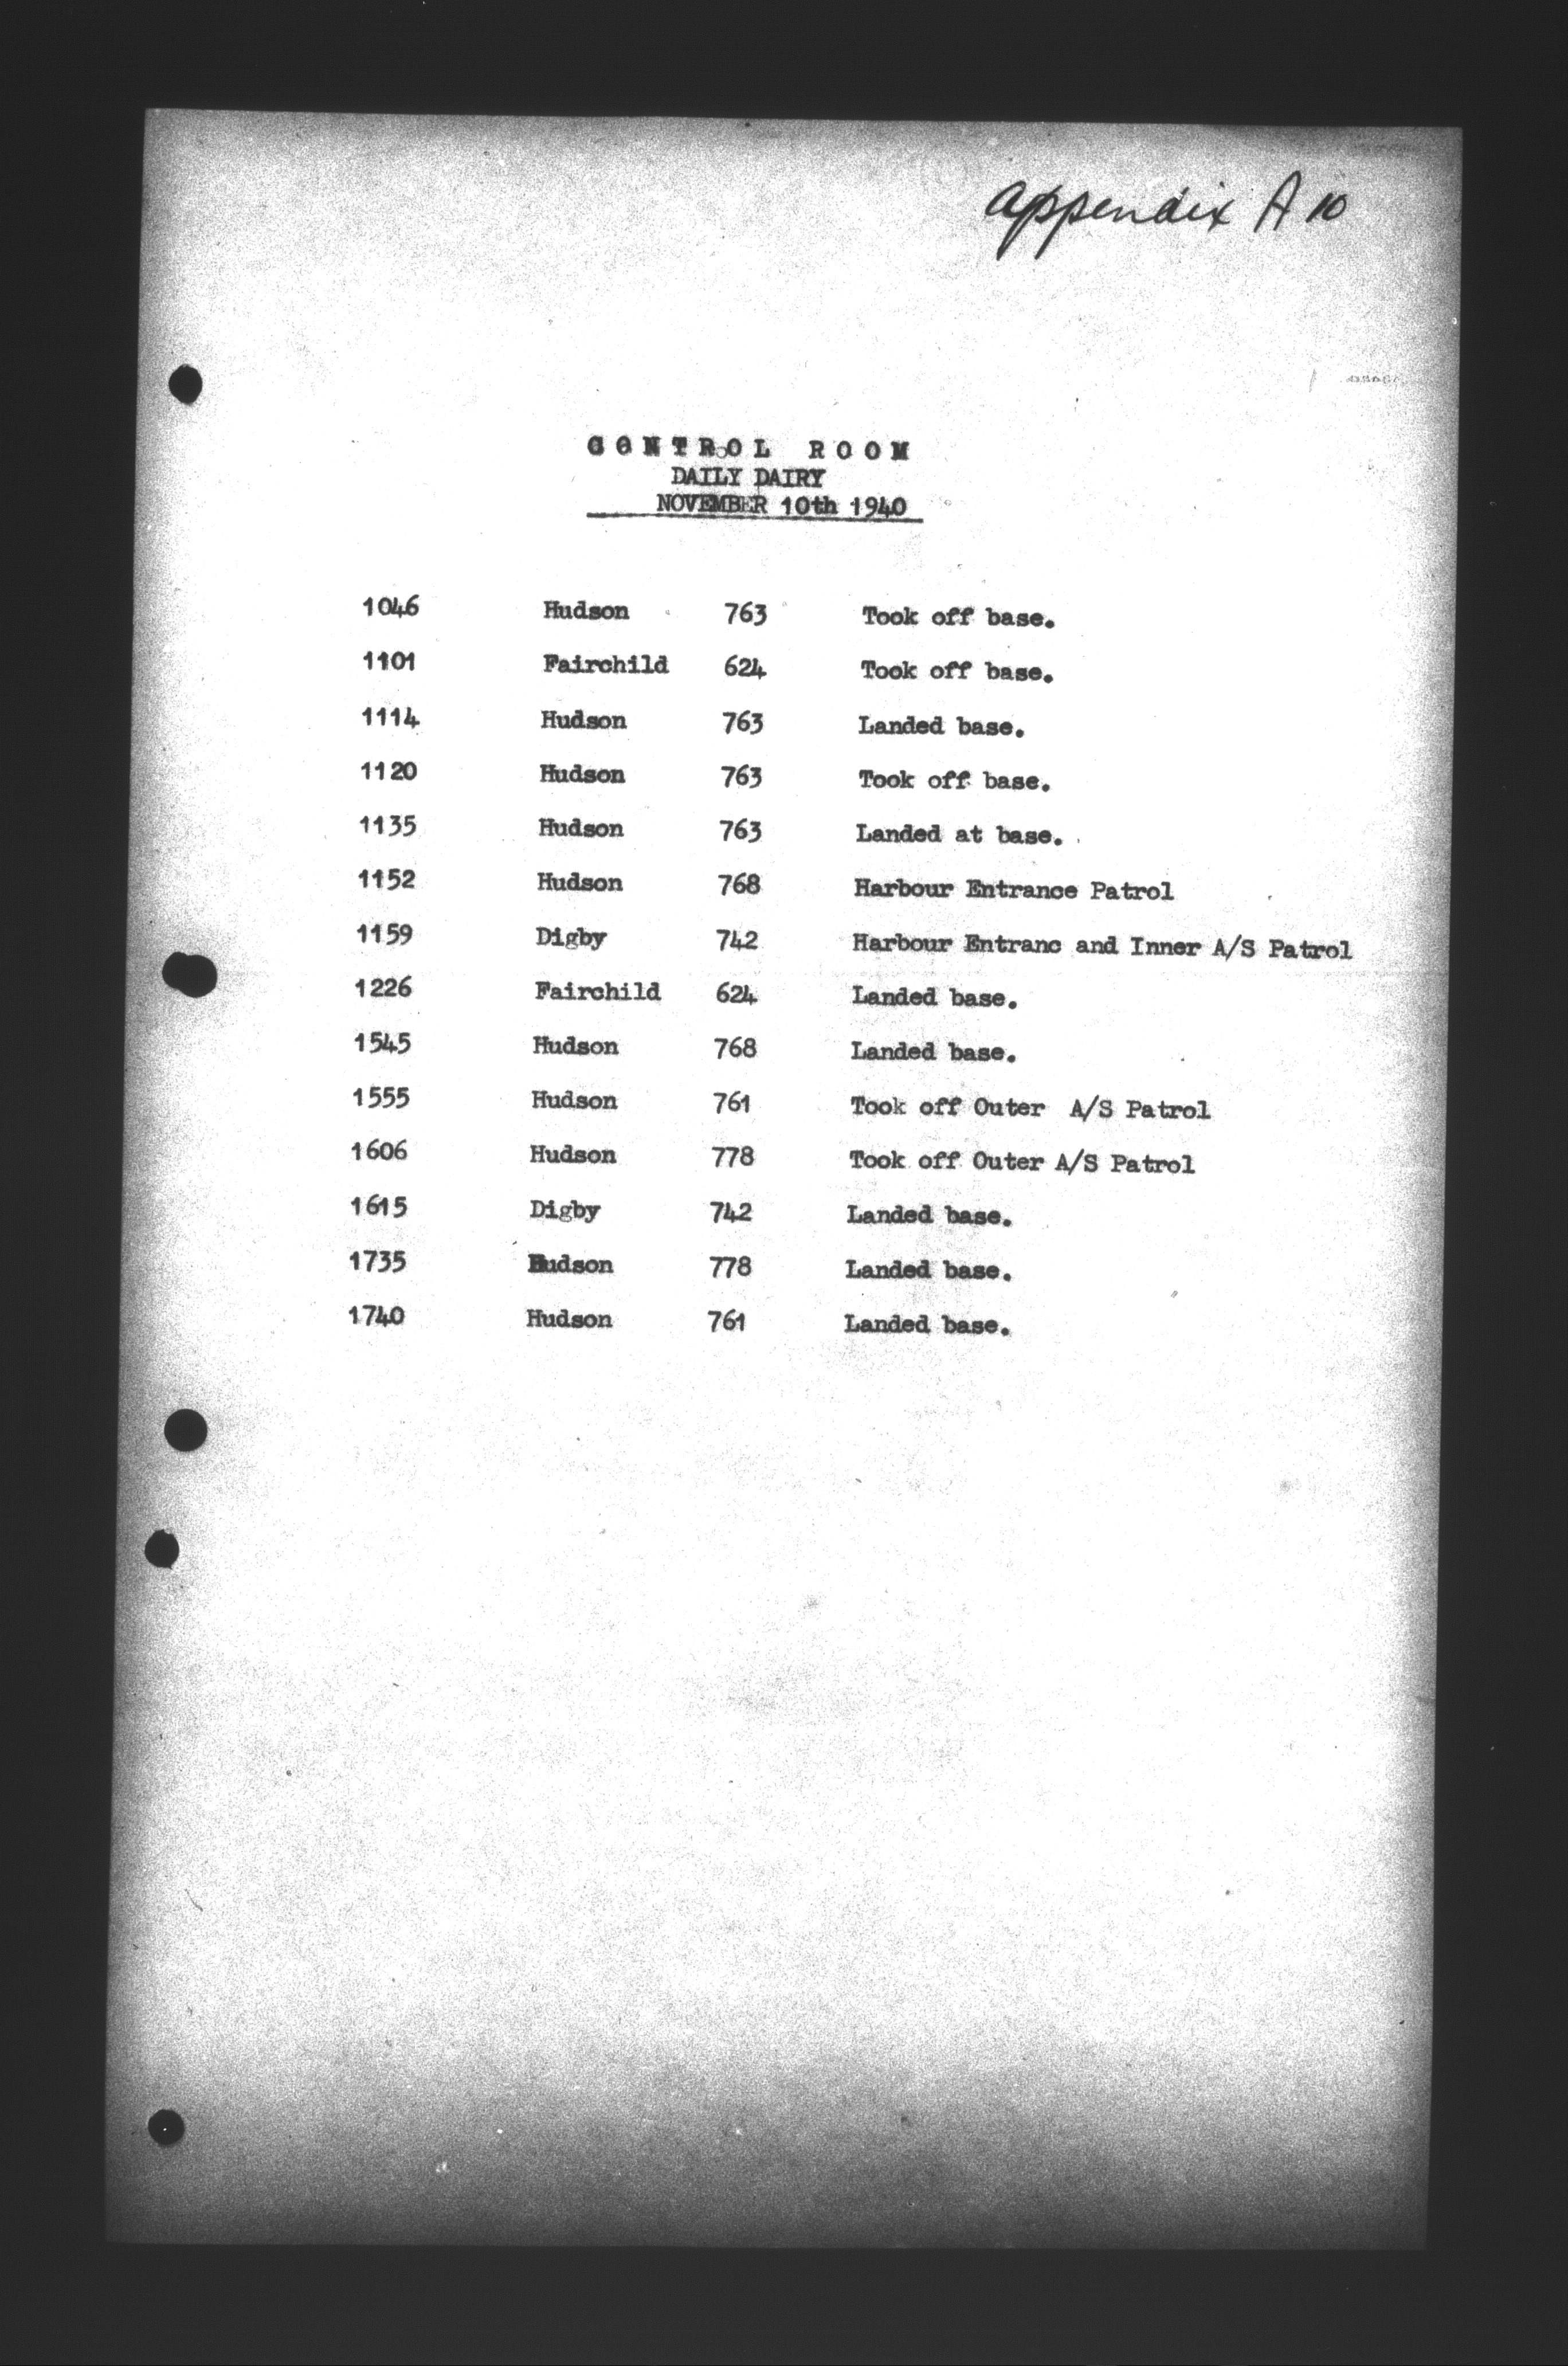 appendix A 10
CONTROL ROOM
DAILY DAIRY
NOVEMBER 10th 1940
1046 Hudson 763 Took off base.
1101 Fairchild 624 Took off base.
1114 Hudson 763 Landed base.
1120 Hudson 763 Took off base.
1135 Hudson 763 Landed at base.
1152 Hudson 768 Harbour Entrance Patrol
1159 Digby 742 Harbour Entranc and Inner A/S Patrol
1226 Fairchild 624 Landed base.
1545 Hudson 768 Landed base.
1555 Hudson 761 Took off Outer A/S Patrol
1606 Hudson 778 Took off Outer A/S Patrol
1615 Digby 742 Landed base.
1735 Hudson 778 Landed base.
1740 Hudson 761 Landed base.